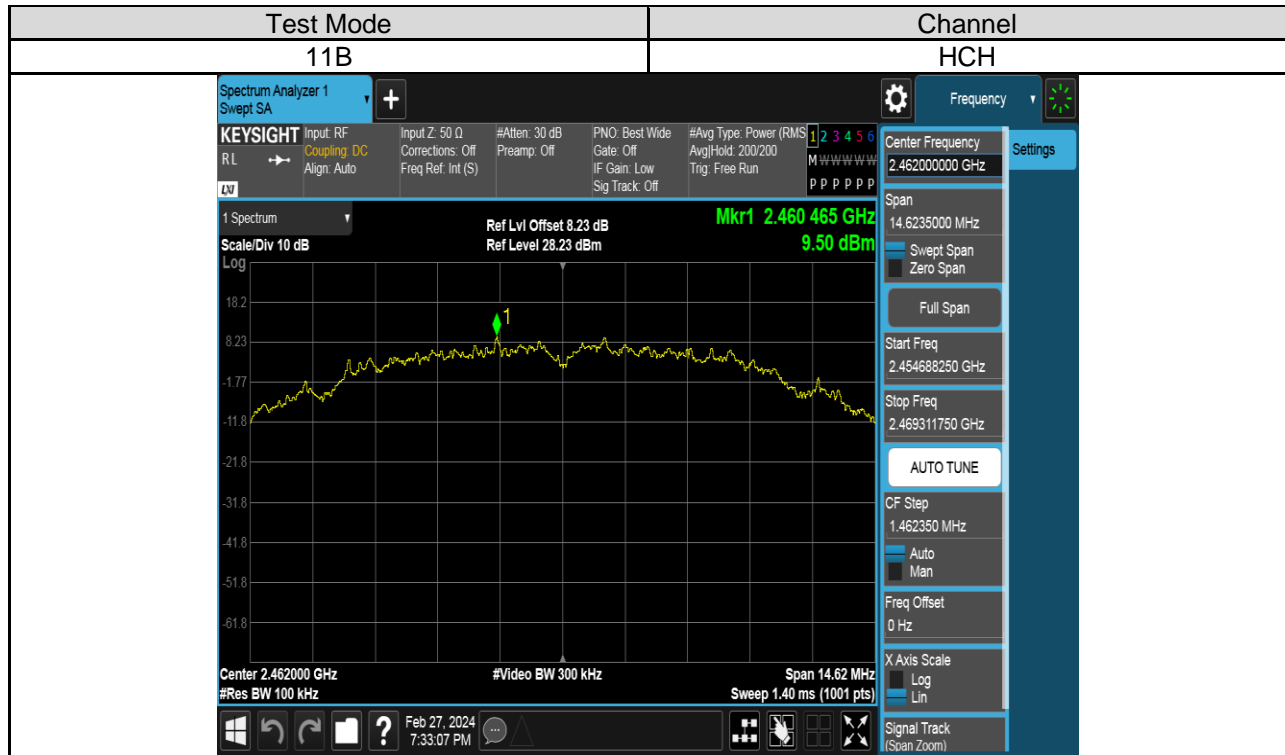 Test Mode
Channel
11B
HCH
Spectrum Analyzer 1
Swept SA
Frequency
KEYSIGHT
RL
LXI
Input: RF
Coupling: DC
Align: Auto
Input Z: 50 Ω
Corrections: Off
Freq Ref: Int (S)
#Atten: 30 dB
Preamp: Off
PNO: Best Wide
Gate: Off
IF Gain: Low
Sig Track: Off
#Avg Type: Power (RMS
Avg|Hold: 200/200
Trig: Free Run
1 2 3 4 5 6
M W W W W W
P P P P P P
1 Spectrum
Scale/Div 10 dB
Ref Lvl Offset 8.23 dB
Ref Level 28.23 dBm
Mkr1 2.460 465 GHz
9.50 dBm
Log
18.2
8.23
-1.77
-11.8
-21.8
-31.8
-41.8
-51.8
-61.8
1
Center 2.462000 GHz
#Res BW 100 kHz
#Video BW 300 kHz
Span 14.62 MHz
Sweep 1.40 ms (1001 pts)
Feb 27, 2024
7:33:07 PM
Center Frequency
2.462000000 GHz
Span
14.6235000 MHz
Swept Span
Zero Span
Full Span
Start Freq
2.454688250 GHz
Stop Freq
2.469311750 GHz
AUTO TUNE
CF Step
1.462350 MHz
Auto
Man
Freq Offset
0 Hz
X Axis Scale
Log
Lin
Signal Track
(Span Zoom)
Settings